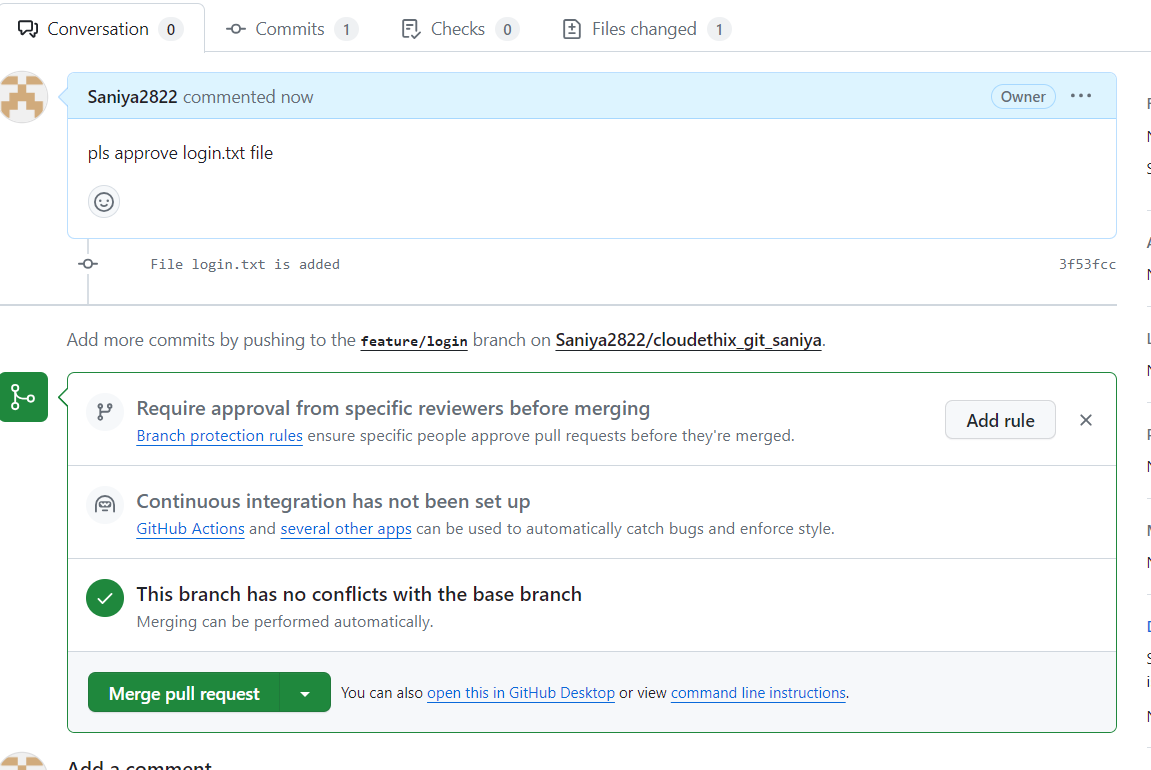 Conversation 0 Commits 1 Checks 0 Files changed 1
Saniya2822 commented now Owner
pls approve login.txt file
File login.txt is added 3f53fcc
Add more commits by pushing to the feature/login branch on Saniya2822/cloudethix_git_saniya.
Require approval from specific reviewers before merging
Branch protection rules ensure specific people approve pull requests before they're merged.
Add rule
Continuous integration has not been set up
GitHub Actions and several other apps can be used to automatically catch bugs and enforce style.
This branch has no conflicts with the base branch
Merging can be performed automatically.
Merge pull request You can also open this in GitHub Desktop or view command line instructions.
Add a comment